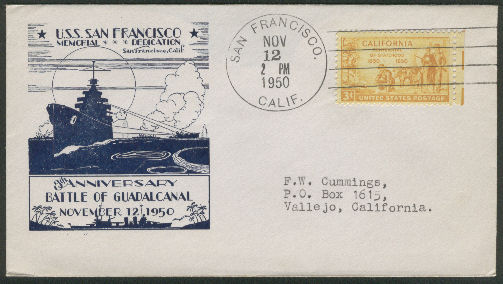 U.S.S. SAN FRANCISCO
MEMORIAL DEDICATION
San Francisco, Calif.
8th ANNIVERSARY
BATTLE OF GUADALCANAL
NOVEMBER 12, 1950
SAN FRANCISCO.
NOV
12
2 PM
1950
CALIF.
CALIFORNIA
1850 1950
3¢ UNITED STATES POSTAGE
F.W. Cummings,
P.O. Box 1615,
Vallejo, California.